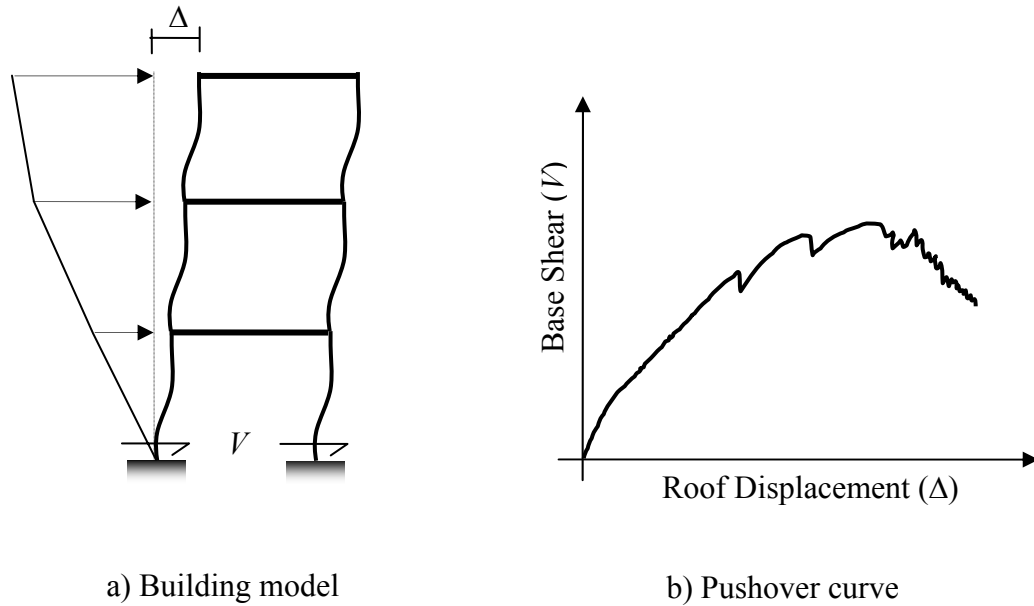 Δ
V
a) Building model
Base Shear (V)
Roof Displacement (Δ)
b) Pushover curve